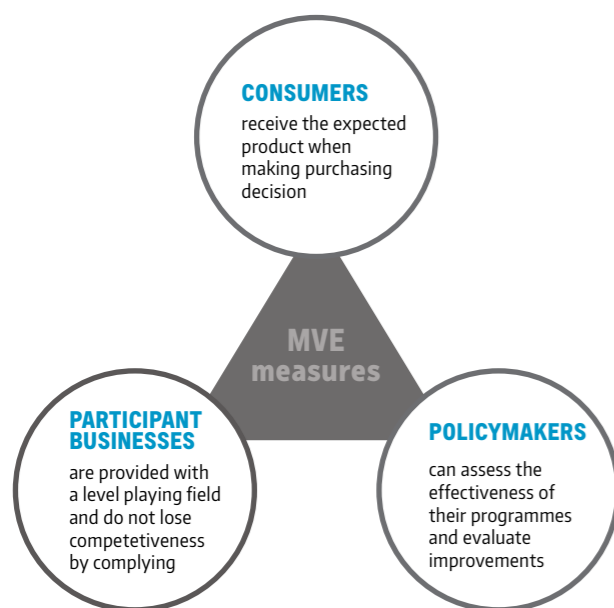 CONSUMERS
receive the expected
product when
making purchasing
decision
MVE
measures
PARTICIPANT
BUSINESSES
are provided with
a level playing field
and do not lose
competetiveness
by complying
POLICYMAKERS
can assess the
effectiveness of
their programmes
and evaluate
improvements